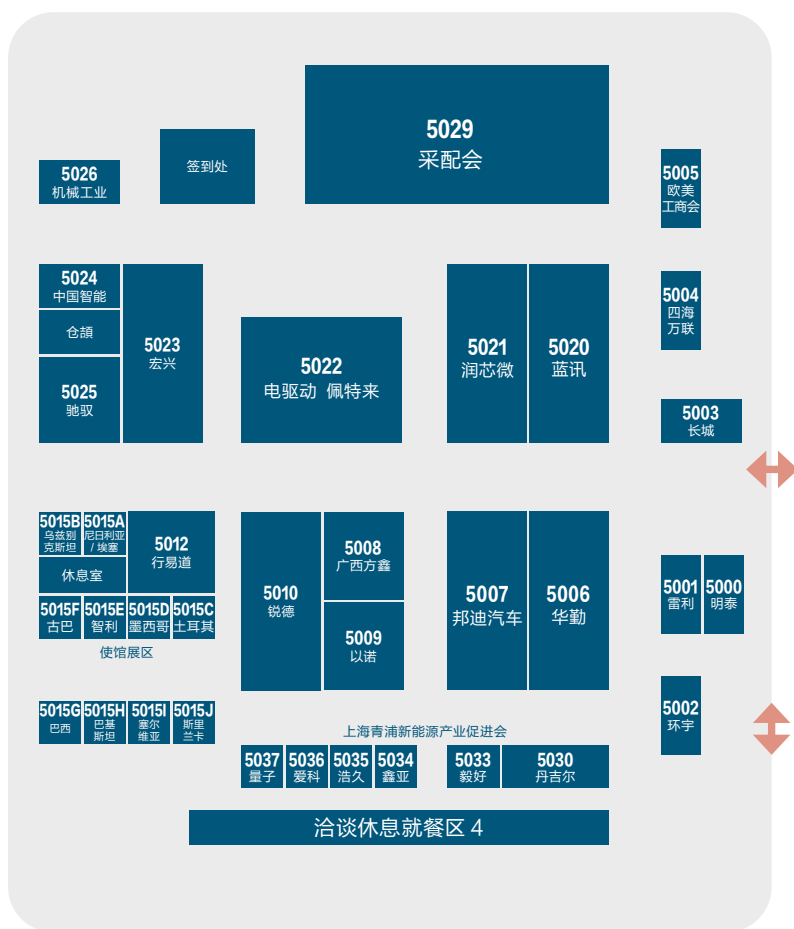 5029
采配会
签到处
5026
机械工业
5005
欧美
工商会
5024
中国智能
仓頡
5025
驰驭
5023
宏兴
5022
电驱动 佩特来
5021
润芯微
5020
蓝讯
5004
四海
万联
5003
长城
5015B
乌兹别
克斯坦
5015A
尼日利亚
/ 埃塞
休息室
5012
行易道
5015F
古巴
5015E
智利
5015D
墨西哥
5015C
土耳其
使馆展区
5015G
巴西
5015H
巴基
斯坦
5015I
塞尔
维亚
5015J
斯里
兰卡
5010
锐德
5008
广西方鑫
5009
以诺
5007
邦迪汽车
5006
华勤
5001
雷利
5000
明泰
5002
环宇
上海青浦新能源产业促进会
5037
量子
5036
爱科
5035
浩久
5034
鑫亚
5033
毅好
5030
丹吉尔
洽谈休息就餐区 4